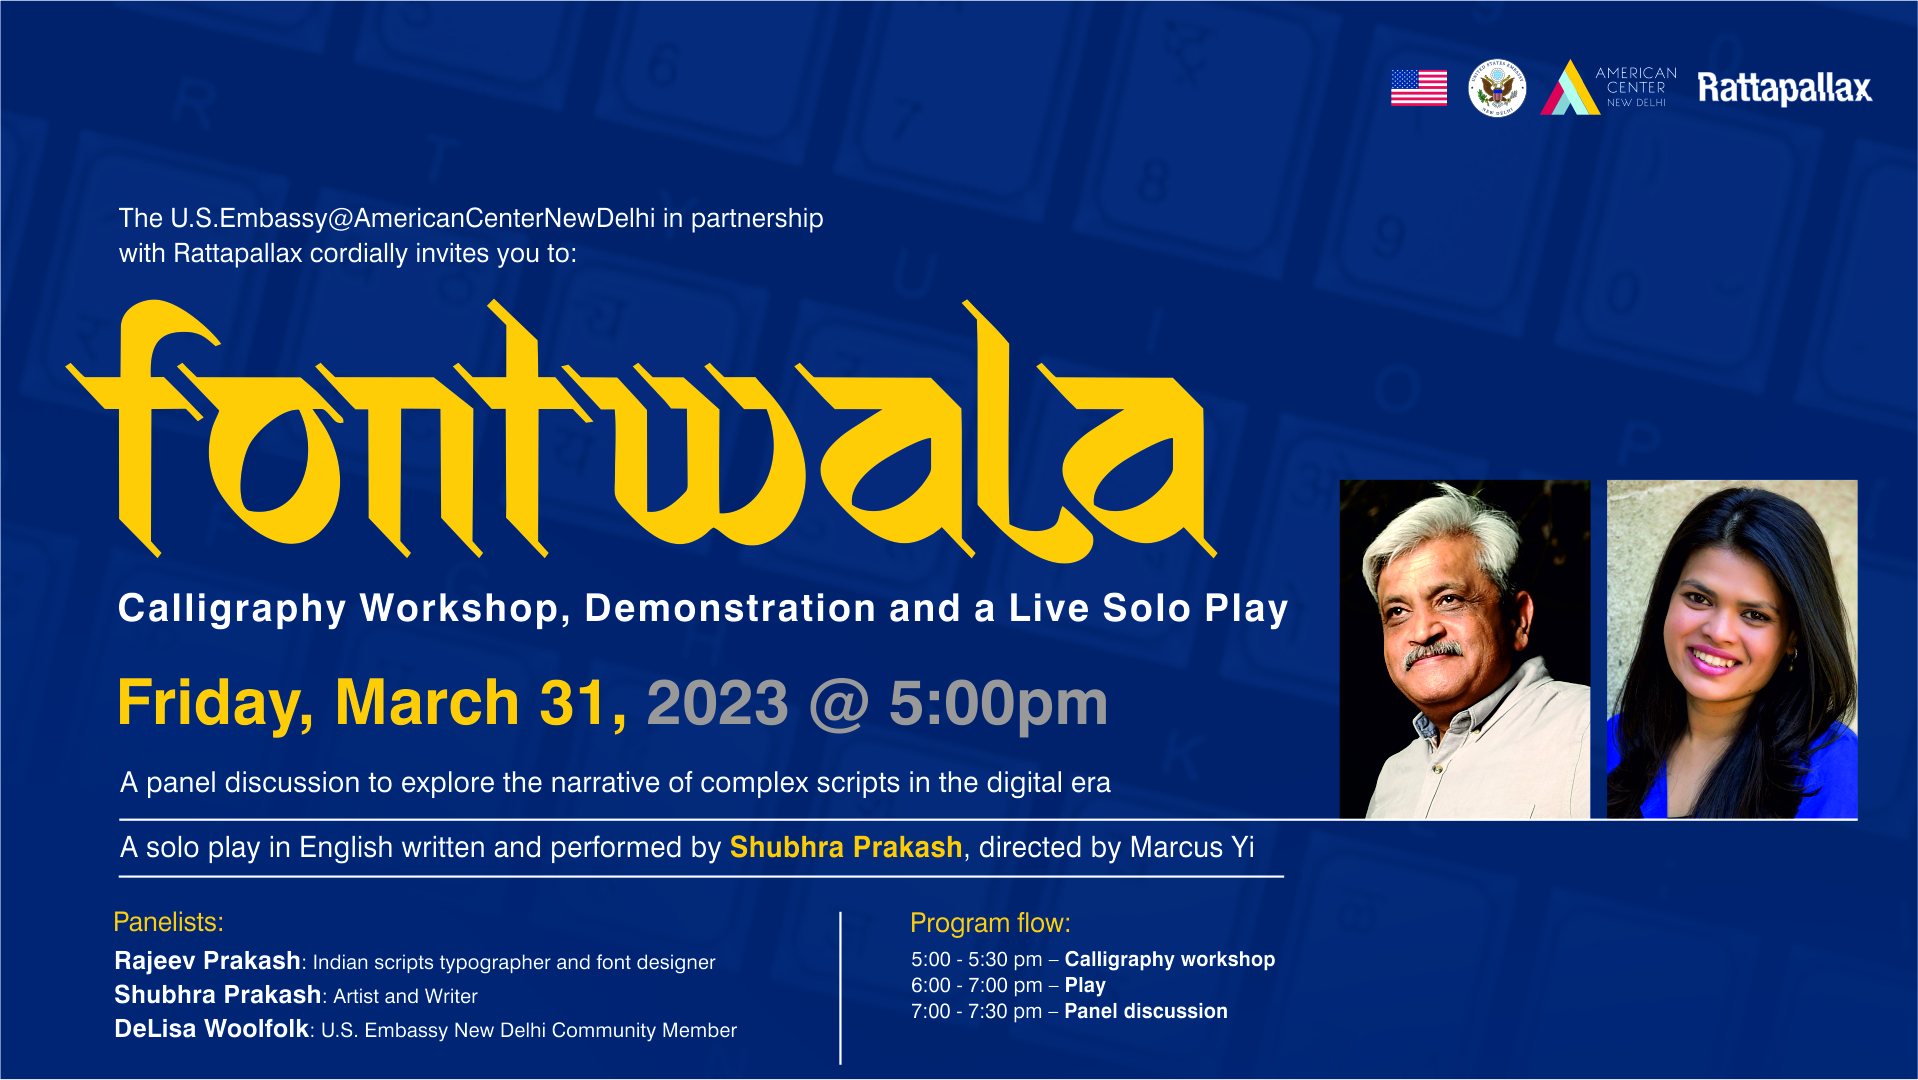 AMERICAN
CENTER
NEW DELHI
Rattapallax
UNITED STATES EMBASSY
NEW DELHI
The U.S.Embassy@AmericanCenterNewDelhi in partnership
with Rattapallax cordially invites you to:
fontwala
Calligraphy Workshop, Demonstration and a Live Solo Play
Friday, March 31, 2023 @ 5:00pm
A panel discussion to explore the narrative of complex scripts in the digital era
A solo play in English written and performed by Shubhra Prakash, directed by Marcus Yi
Panelists:
Rajeev Prakash: Indian scripts typographer and font designer
Shubhra Prakash: Artist and Writer
DeLisa Woolfolk: U.S. Embassy New Delhi Community Member
Program flow:
5:00 - 5:30 pm – Calligraphy workshop
6:00 - 7:00 pm – Play
7:00 - 7:30 pm – Panel discussion